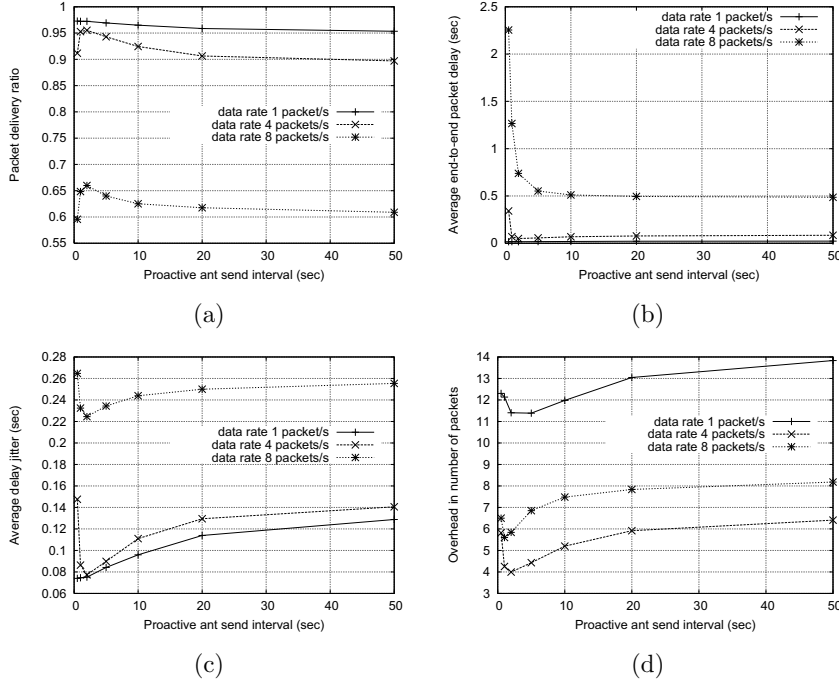 1
0.95
0.9
0.85
0.8
0.75
0.7
0.65
0.6
0.55
0
10
20
30
40
50
Packet delivery ratio
Proactive ant send interval (sec)
data rate 1 packet/s
data rate 4 packets/s
data rate 8 packets/s
(a)
2.5
2
1.5
1
0.5
0
0
10
20
30
40
50
Average end-to-end packet delay (sec)
Proactive ant send interval (sec)
data rate 1 packet/s
data rate 4 packets/s
data rate 8 packets/s
(b)
0.28
0.26
0.24
0.22
0.2
0.18
0.16
0.14
0.12
0.1
0.08
0.06
0
10
20
30
40
50
Average delay jitter (sec)
Proactive ant send interval (sec)
data rate 1 packet/s
data rate 4 packets/s
data rate 8 packets/s
(c)
14
13
12
11
10
9
8
7
6
5
4
3
0
10
20
30
40
50
Overhead in number of packets
Proactive ant send interval (sec)
data rate 1 packet/s
data rate 4 packets/s
data rate 8 packets/s
(d)